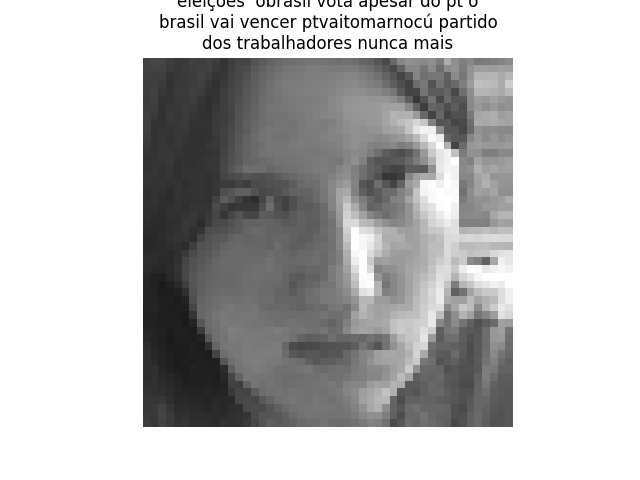 eleições  obrasil vota apesar do pt o
brasil vai vencer ptvaitomarnocú partido
dos trabalhadores nunca mais